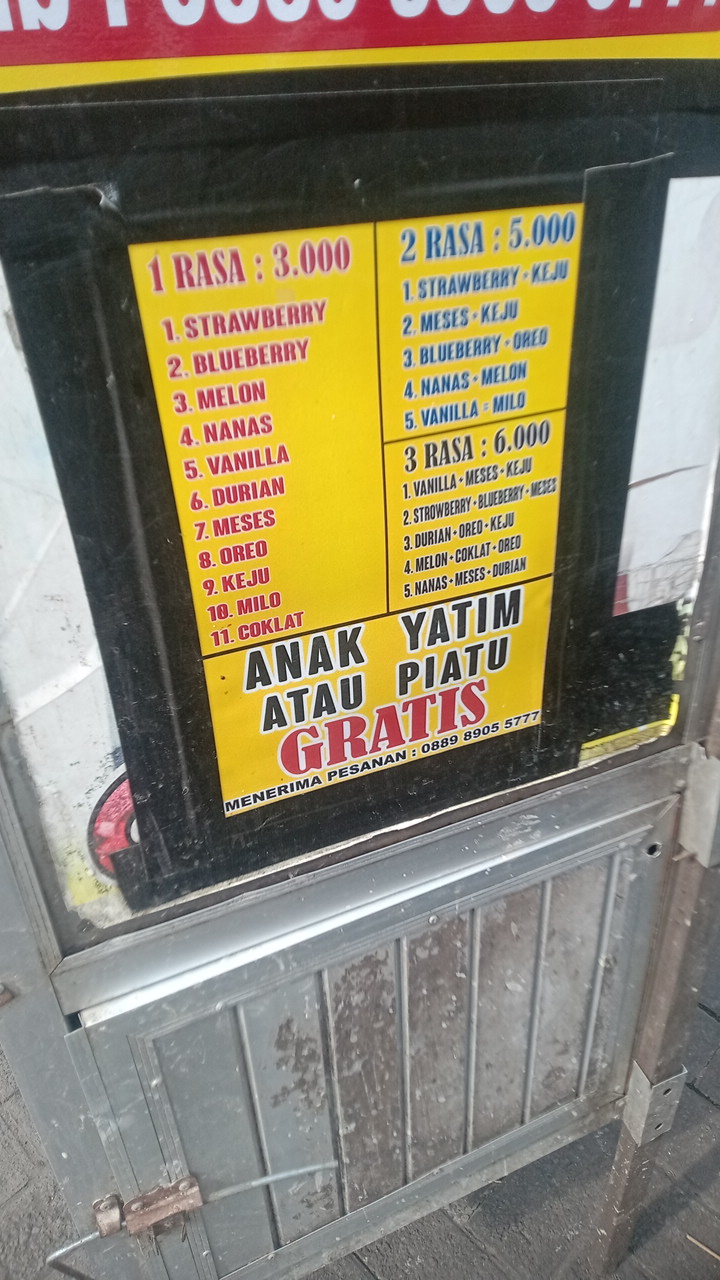 1 RASA : 3.000
1. STRAWBERRY
2. BLUEBERRY
3. MELON
4. NANAS
5. VANILLA
6. DURIAN
7. MESES
8. OREO
9. KEJU
10. MILO
11. COKLAT
2 RASA : 5.000
1. STRAWBERRY + KEJU
2. MESES + KEJU
3. BLUEBERRY + OREO
4. NANAS + MELON
5. VANILLA = MILO
3 RASA : 6.000
1. VANILLA + MESES + KEJU
2. STROWBERRY + BLUEBERRY + MESES
3. DURIAN + OREO + KEJU
4. MELON + COKLAT + OREO
5. NANAS + MESES + DURIAN
ANAK YATIM
ATAU PIATU
GRATIS
MENERIMA PESANAN : 0889 8905 5777